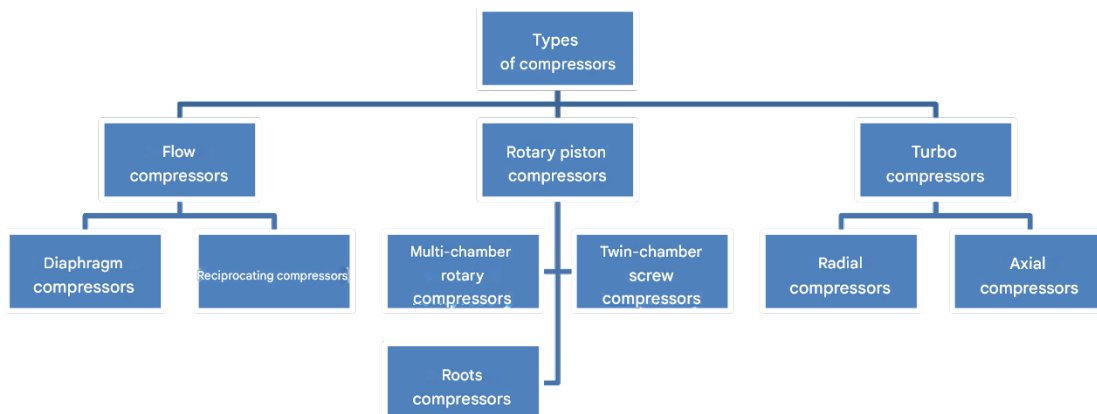 Types
of compressors
Flow
compressors
Rotary piston
compressors
Turbo
compressors
Diaphragm
compressors
Reciprocating compressors
Multi-chamber
rotary
compressors
Twin-chamber
screw
compressors
Radial
compressors
Axial
compressors
Roots
compressors